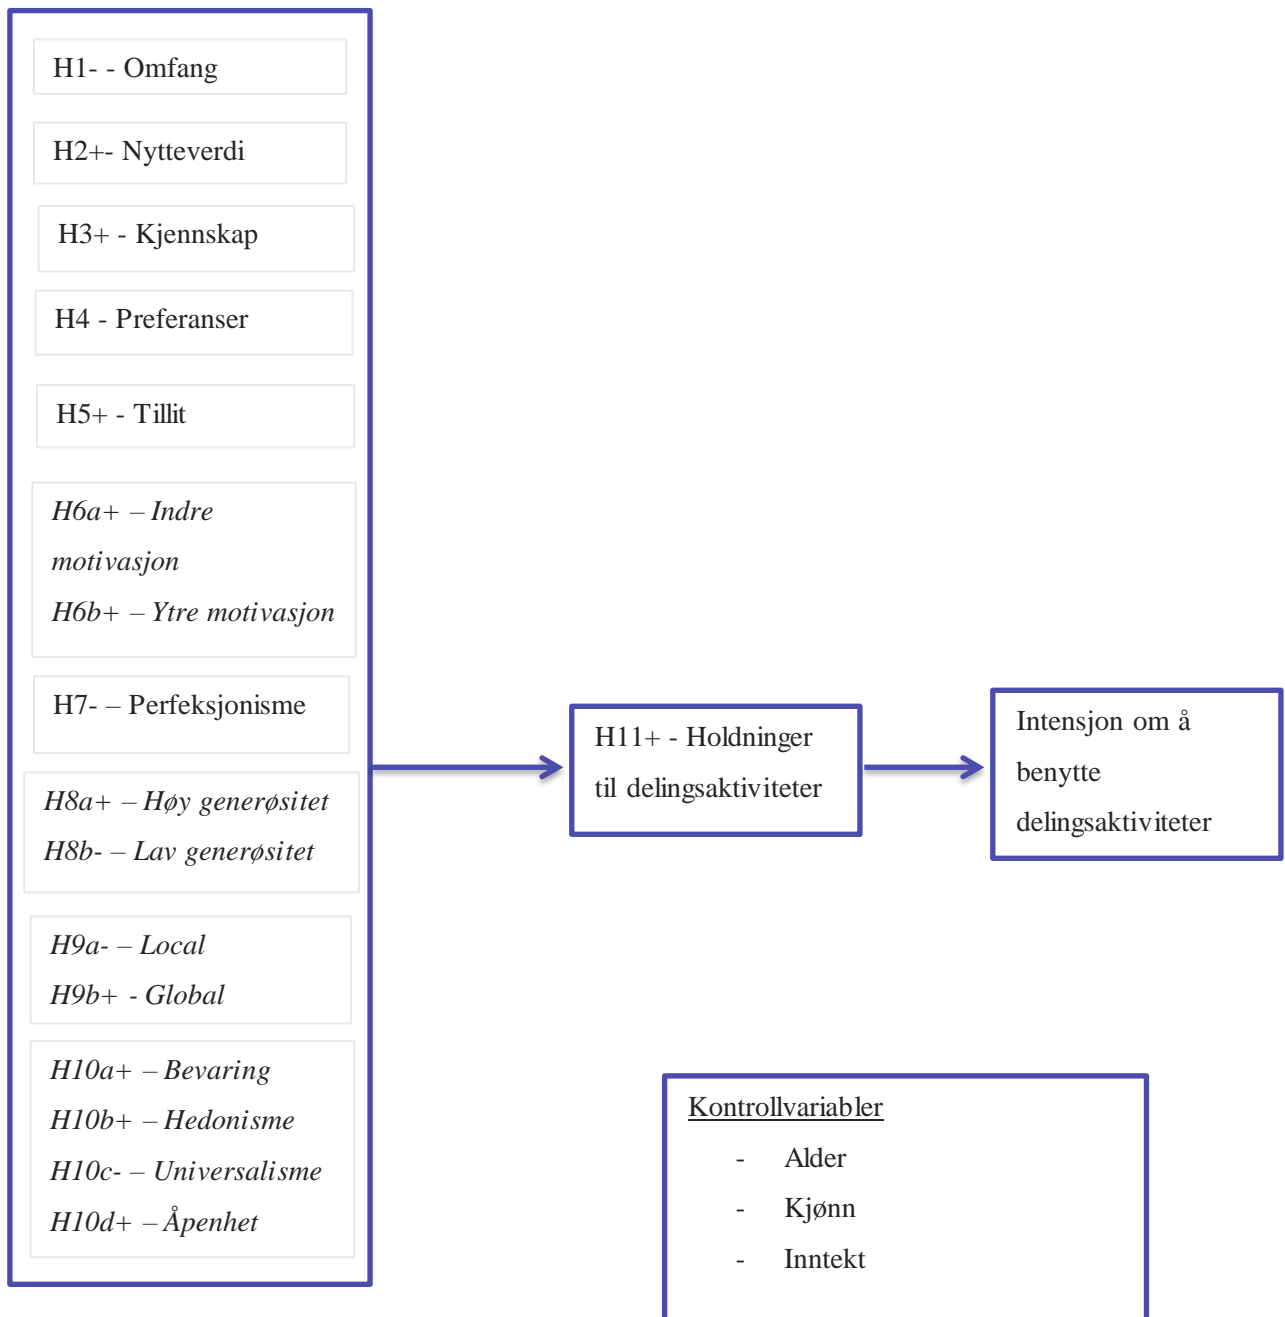 H1- - Omfang
H2+- Nytteverdi
H3+ - Kjennskap
H4 - Preferanser
H5+ - Tillit
H6a+ – Indre
motivasjon
H6b+ – Ytre motivasjon
H7- – Perfeksjonisme
H8a+ – Høy generøsitet
H8b- – Lav generøsitet
H9a- – Local
H9b+ - Global
H10a+ – Bevaring
H10b+ – Hedonisme
H10c- – Universalisme
H10d+ – Åpenhet
H11+ - Holdninger
til delingsaktiviteter
Intensjon om å
benytte
delingsaktiviteter
Kontrollvariabler
- Alder
- Kjønn
- Inntekt